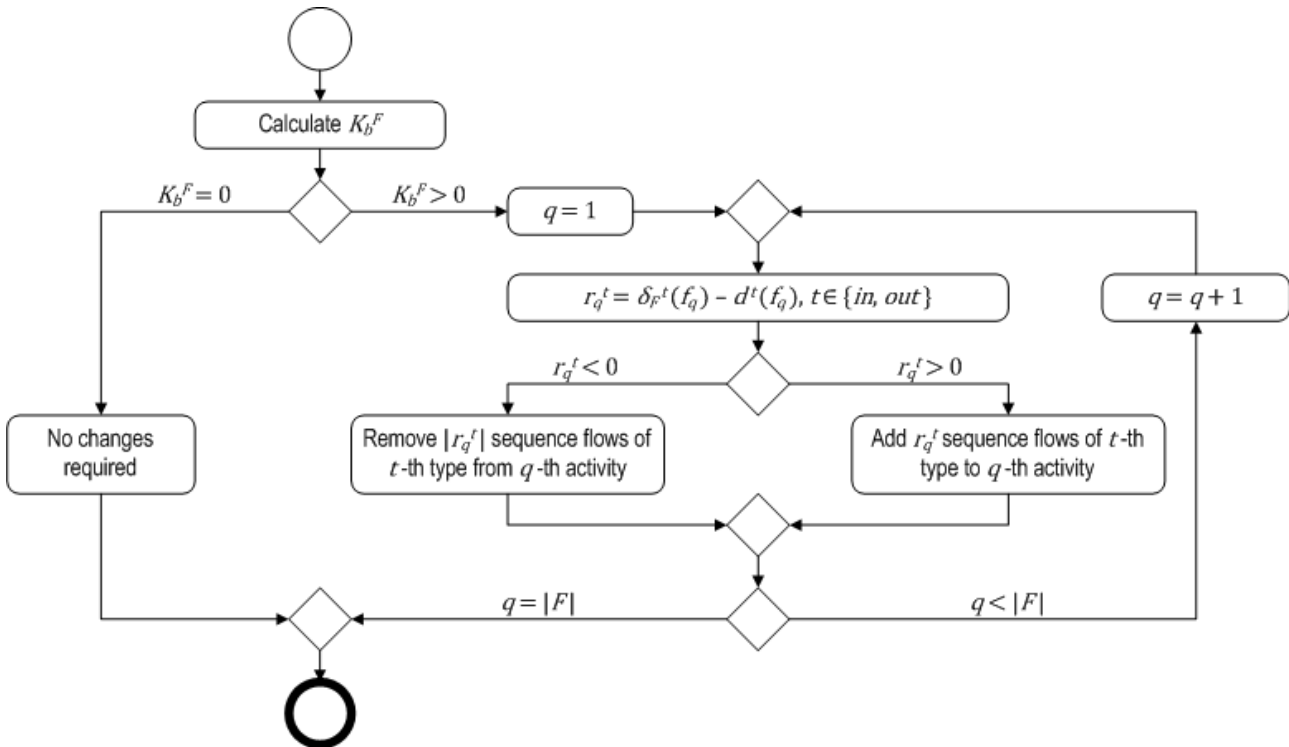 Calculate K_b^F
K_b^F = 0
K_b^F > 0
q = 1
r_q^t = δ_F^t(f_q) – d^t(f_q), t ∈ {in, out}
q = q + 1
r_q^t < 0
r_q^t > 0
No changes
required
Remove |r_q^t| sequence flows of
t -th type from q -th activity
Add r_q^t sequence flows of t -th
type to q -th activity
q = |F|
q < |F|